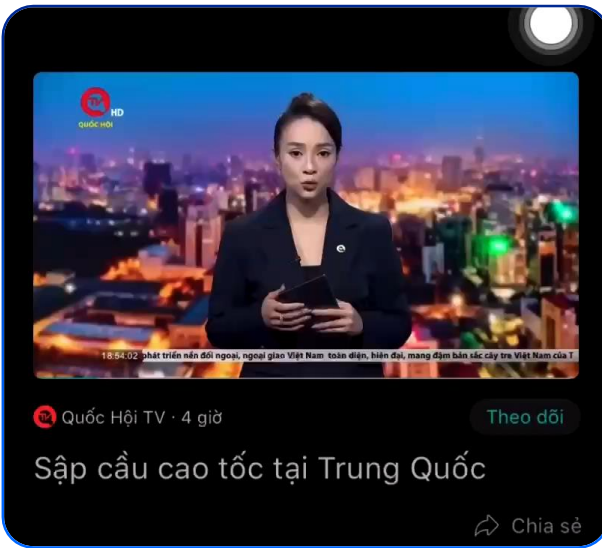 TV HD
QUỐC HỘI
18:54:02 phát triển nền đối ngoại, ngoại giao Việt Nam toàn diện, hiện đại, mang đậm bản sắc cây tre Việt Nam của T
Quốc Hội TV · 4 giờ
Theo dõi
Sập cầu cao tốc tại Trung Quốc
Chia sẻ